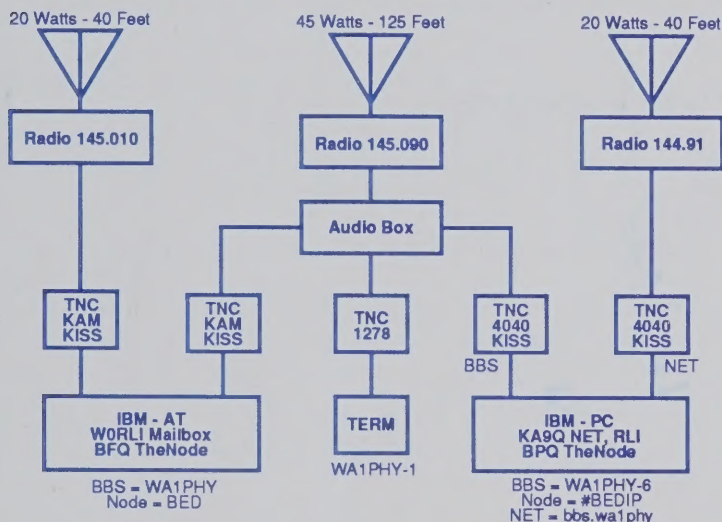 20 Watts - 40 Feet
45 Watts - 125 Feet
20 Watts - 40 Feet
Radio 145.010
Radio 145.090
Radio 144.91
Audio Box
TNC
KAM
KISS
TNC
KAM
KISS
TNC
1278
TNC
4040
KISS
TNC
4040
KISS
BBS
NET
IBM - AT
W0RLI Mailbox
BFQ TheNode
TERM
IBM - PC
KA9Q NET, RLI
BPQ TheNode
BBS = WA1PHY
Node = BED
WA1PHY-1
BBS = WA1PHY-6
Node = #BEDIP
NET = bbs.wa1phy